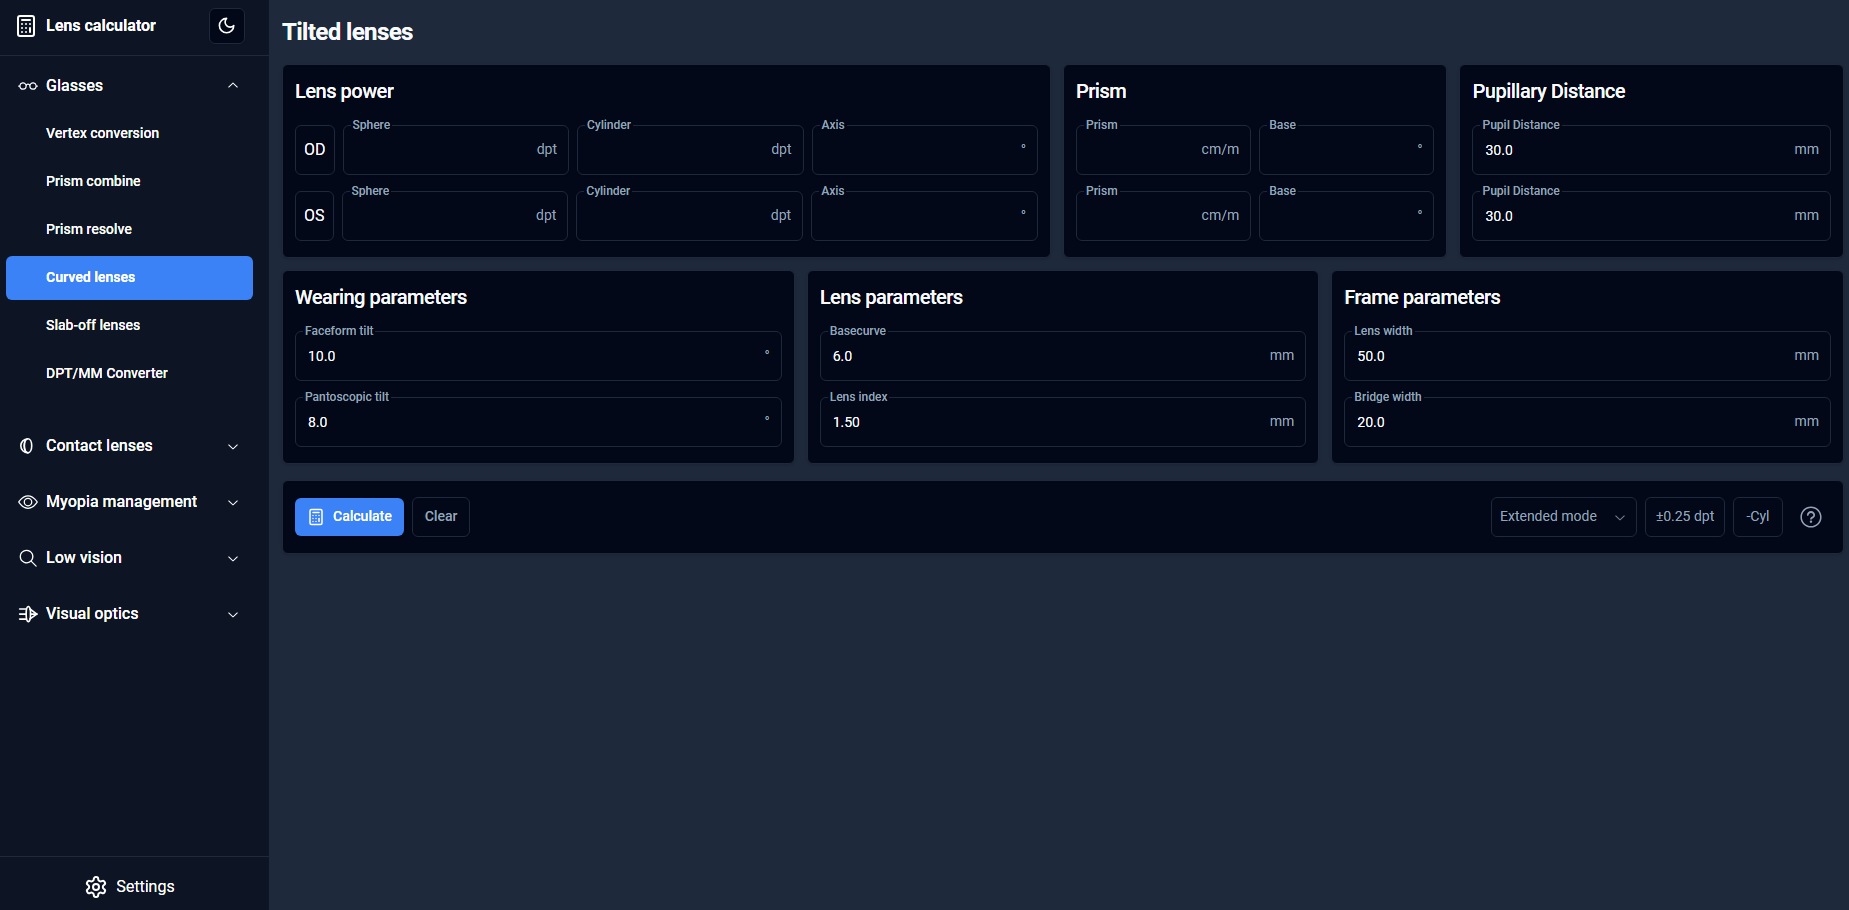 Lens calculator
Glasses
Vertex conversion
Prism combine
Prism resolve
Curved lenses
Slab-off lenses
DPT/MM Converter
Contact lenses
Myopia management
Low vision
Visual optics
Settings
Tilted lenses
Lens power
OD
Sphere
dpt
Cylinder
dpt
Axis
°
OS
Sphere
dpt
Cylinder
dpt
Axis
°
Prism
Prism
cm/m
Base
°
Prism
cm/m
Base
°
Pupillary Distance
Pupil Distance
30.0 mm
Pupil Distance
30.0 mm
Wearing parameters
Faceform tilt
10.0 °
Pantoscopic tilt
8.0 °
Lens parameters
Basecurve
6.0 mm
Lens index
1.50 mm
Frame parameters
Lens width
50.0 mm
Bridge width
20.0 mm
Calculate
Clear
Extended mode
±0.25 dpt
-Cyl
?